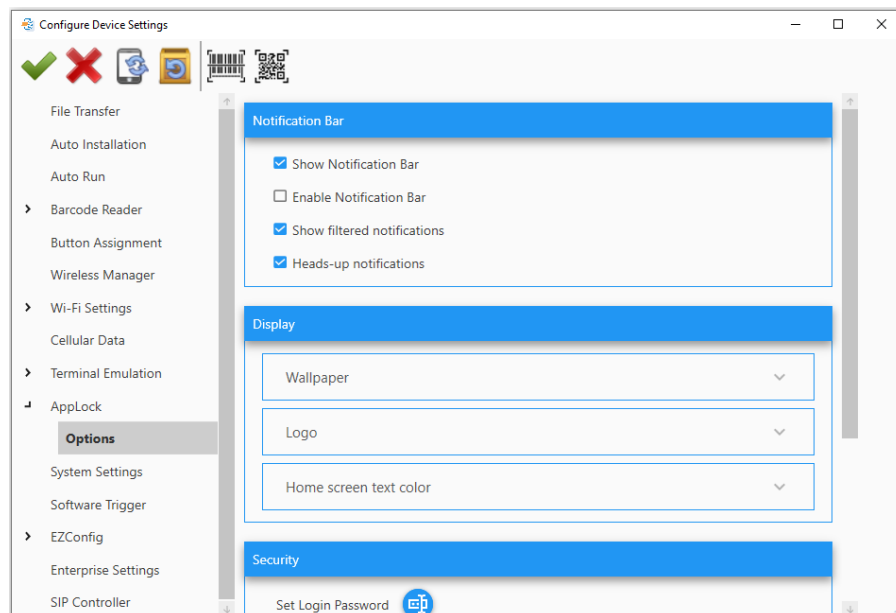 Configure Device Settings
File Transfer
Auto Installation
Auto Run
Barcode Reader
Button Assignment
Wireless Manager
Wi-Fi Settings
Cellular Data
Terminal Emulation
AppLock
Options
System Settings
Software Trigger
EZConfig
Enterprise Settings
SIP Controller
Notification Bar
Show Notification Bar
Enable Notification Bar
Show filtered notifications
Heads-up notifications
Display
Wallpaper
Logo
Home screen text color
Security
Set Login Password